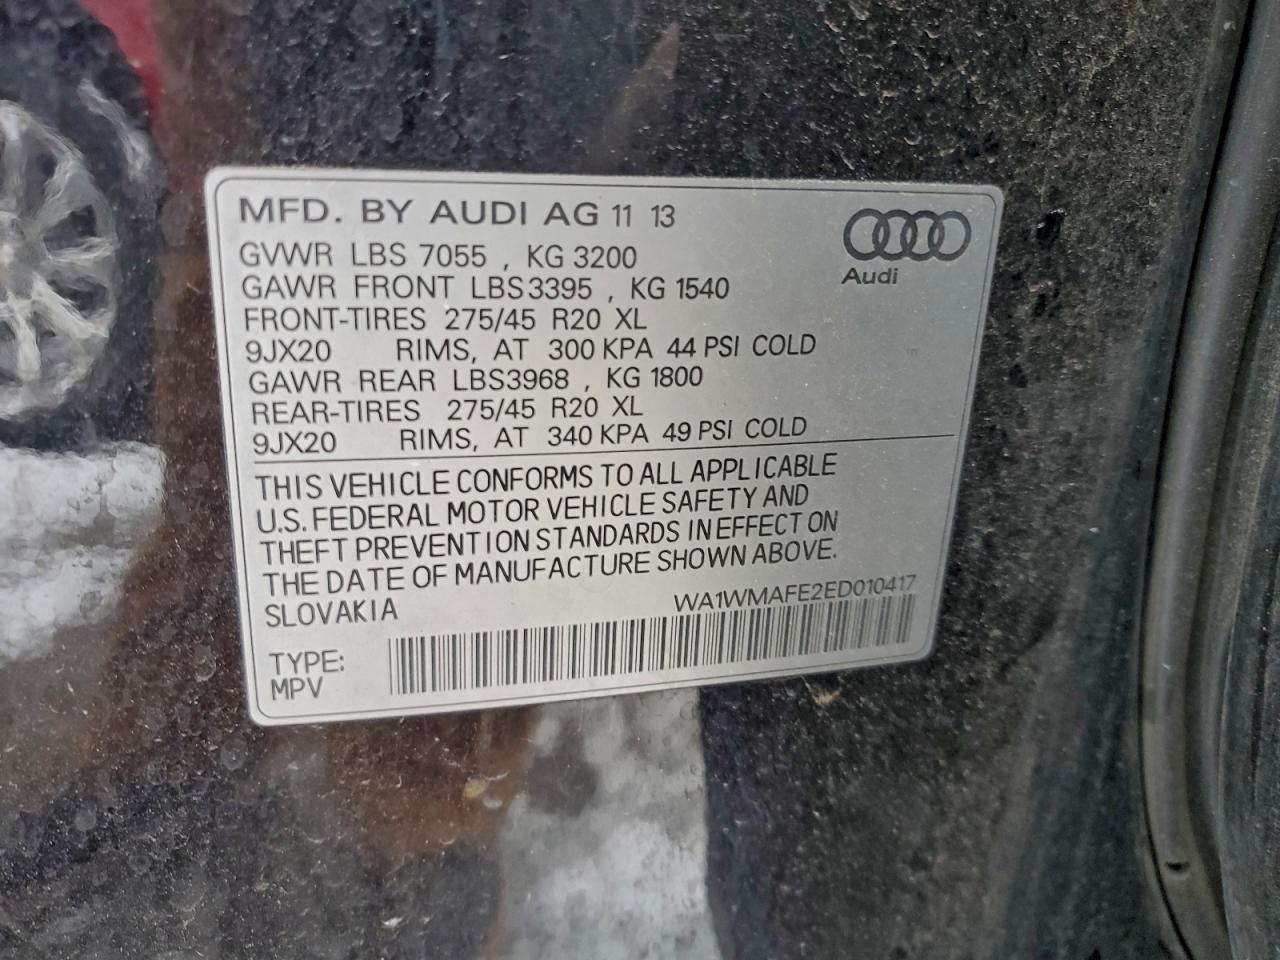 MFD. BY AUDI AG 11 13
GVWR LBS 7055 , KG 3200
GAWR FRONT LBS3395 , KG 1540
FRONT-TIRES 275/45 R20 XL
9JX20 RIMS, AT 300 KPA 44 PSI COLD
GAWR REAR LBS3968 , KG 1800
REAR-TIRES 275/45 R20 XL
9JX20 RIMS, AT 340 KPA 49 PSI COLD
Audi
THIS VEHICLE CONFORMS TO ALL APPLICABLE
U.S. FEDERAL MOTOR VEHICLE SAFETY AND
THEFT PREVENTION STANDARDS IN EFFECT ON
THE DATE OF MANUFACTURE SHOWN ABOVE.
SLOVAKIA
WA1WMAFE2ED010417
TYPE:
MPV